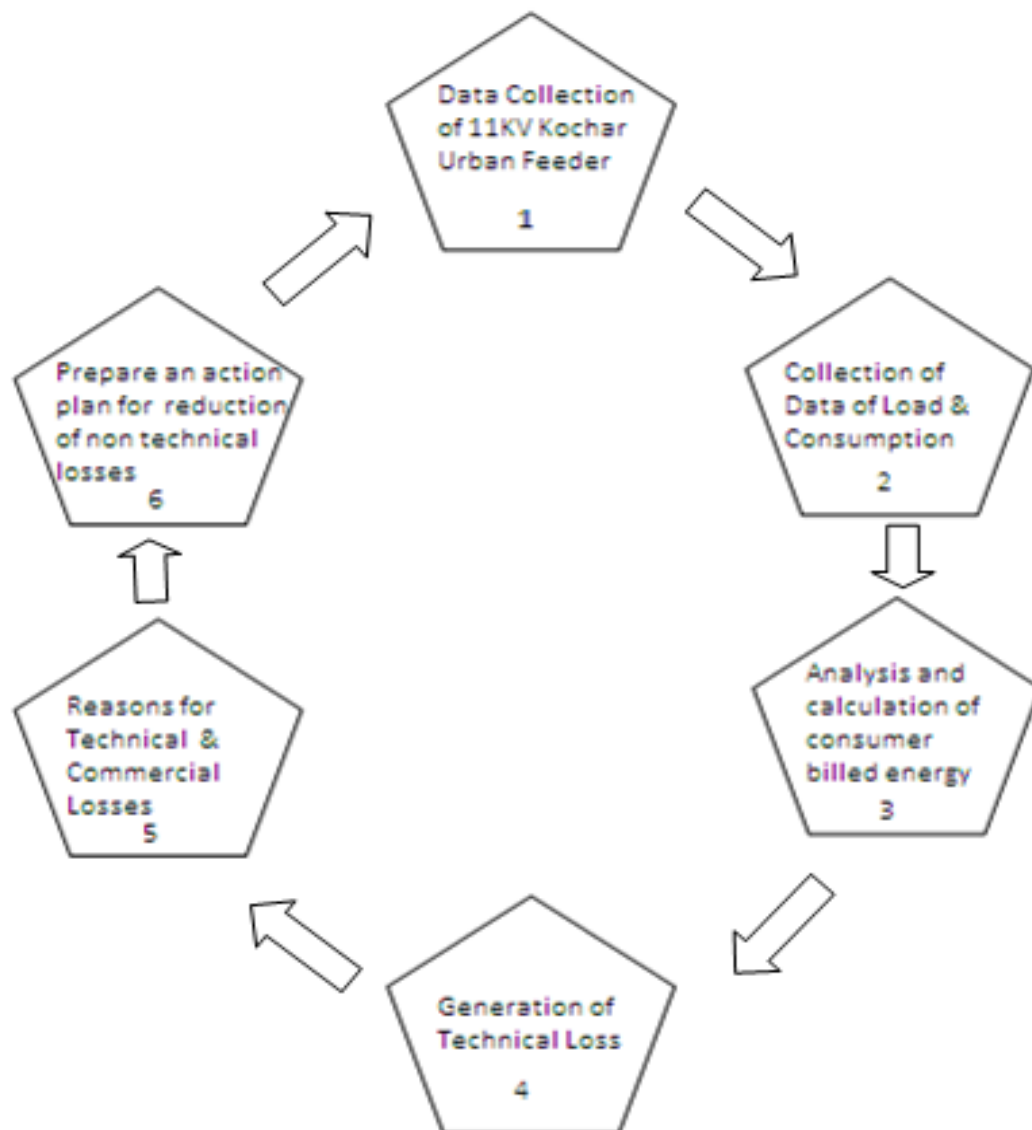 Data Collection
of 11KV Kochar
Urban Feeder
1
Collection of
Data of Load &
Consumption
2
Analysis and
calculation of
consumer
billed energy
3
Generation of
Technical Loss
4
Reasons for
Technical &
Commercial
Losses
5
Prepare an action
plan for reduction
of non technical
losses
6